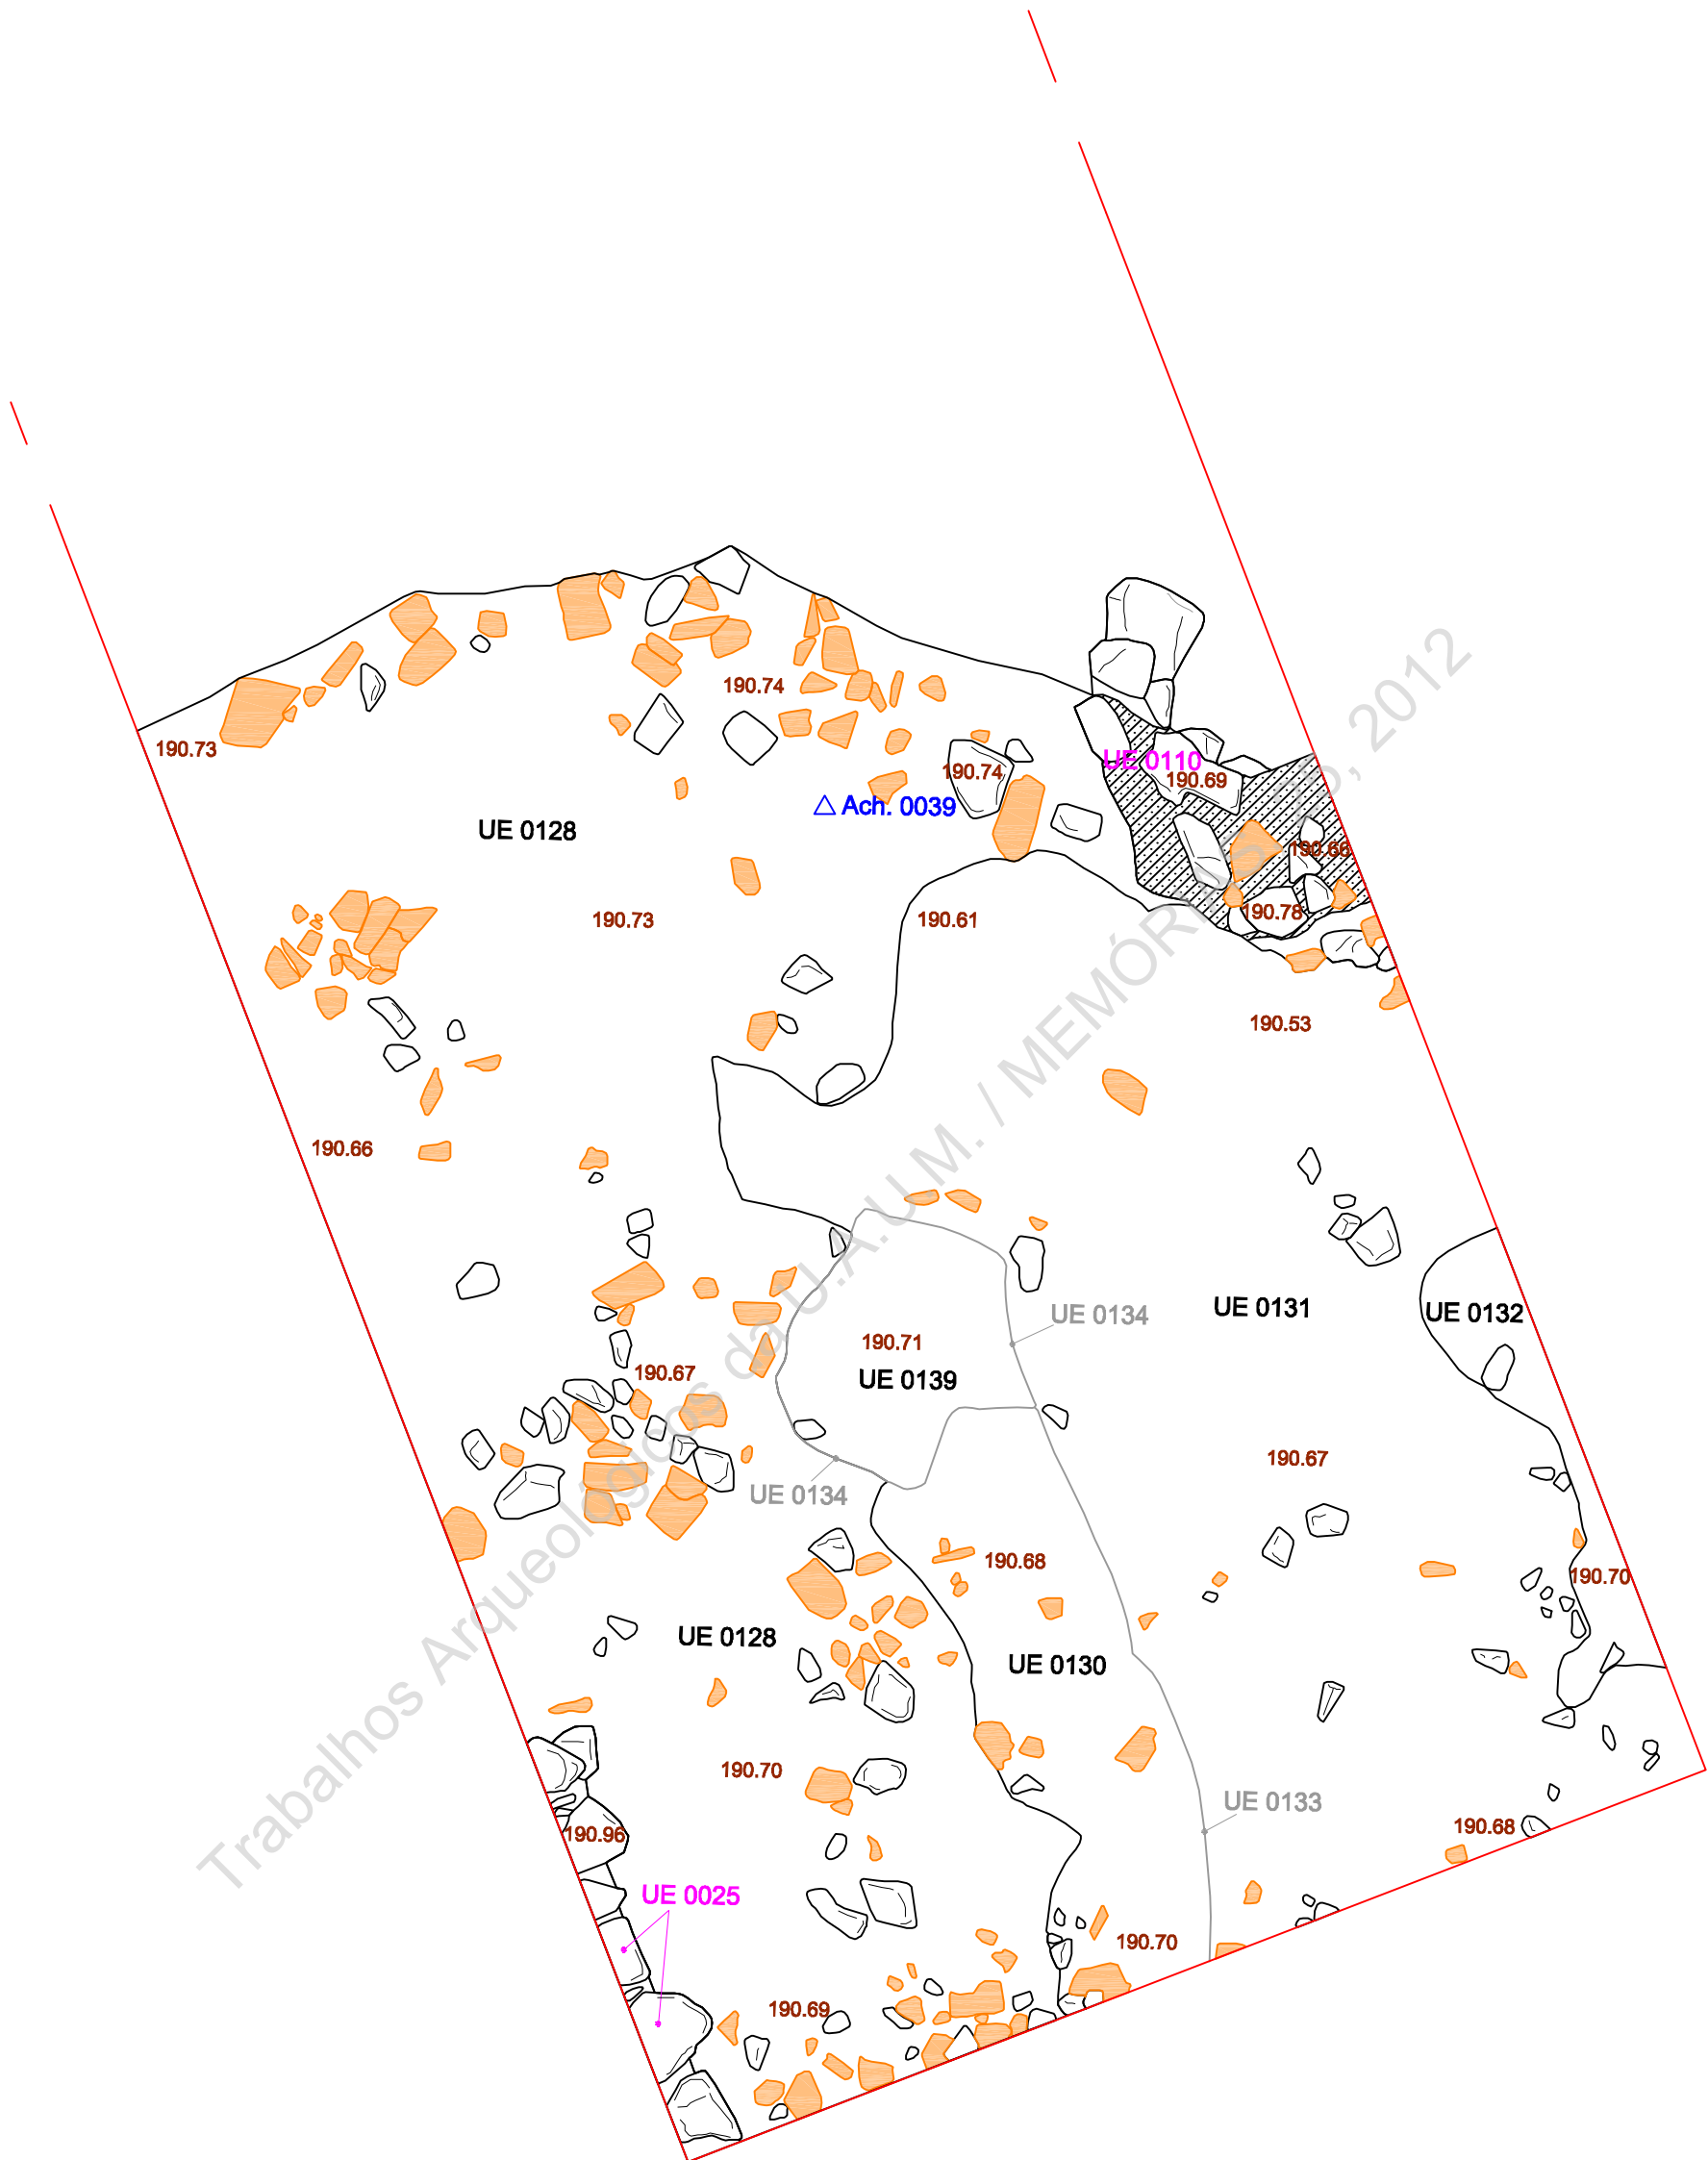 190.74
190.73
UE 0110
190.74
190.69
Ach. 0039
UE 0128
190.66
190.73
190.61
190.78
190.53
190.66
UE 0131
UE 0132
UE 0134
190.71
190.67
UE 0139
190.67
UE 0134
190.68
190.70
UE 0128
UE 0130
190.70
UE 0133
190.68
190.96
UE 0025
190.70
190.69
Trabalhos Arqueológicos da U.A.U.M. / MEMÓRIAS, 2012